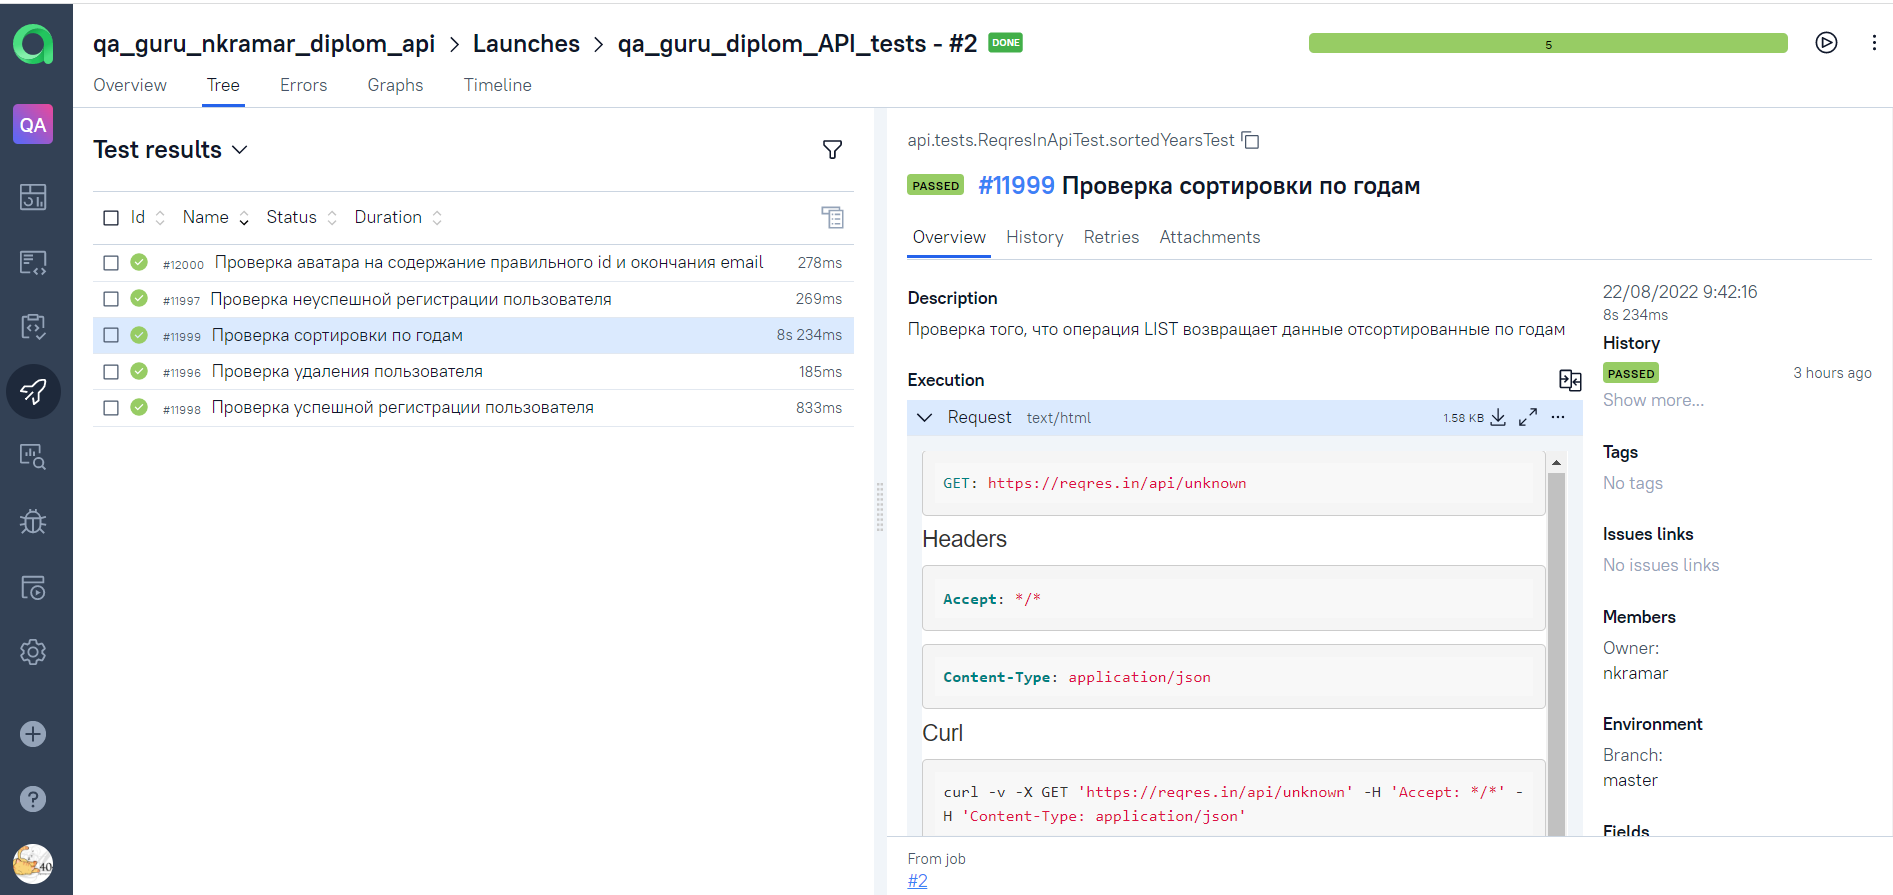 qa_guru_nkramar_diplom_api > Launches > qa_guru_diplom_API_tests - #2 DONE
5
Overview Tree Errors Graphs Timeline
QA
Test results
Id Name Status Duration
#12000 Проверка аватара на содержание правильного id и окончания email 278ms
#11997 Проверка неуспешной регистрации пользователя 269ms
#11999 Проверка сортировки по годам 8s 234ms
#11996 Проверка удаления пользователя 185ms
#11998 Проверка успешной регистрации пользователя 833ms
api.tests.ReqresInApiTest.sortedYearsTest
PASSED #11999 Проверка сортировки по годам
Overview History Retries Attachments
Description
Проверка того, что операция LIST возвращает данные отсортированные по годам
Execution
Request text/html 1.58 KB
GET: https://reqres.in/api/unknown
Headers
Accept: */*
Content-Type: application/json
Curl
curl -v -X GET 'https://reqres.in/api/unknown' -H 'Accept: */*' -
H 'Content-Type: application/json'
22/08/2022 9:42:16
8s 234ms
History
PASSED 3 hours ago
Show more...
Tags
No tags
Issues links
No issues links
Members
Owner:
nkramar
Environment
Branch:
master
Fields
From job
#2
?
40